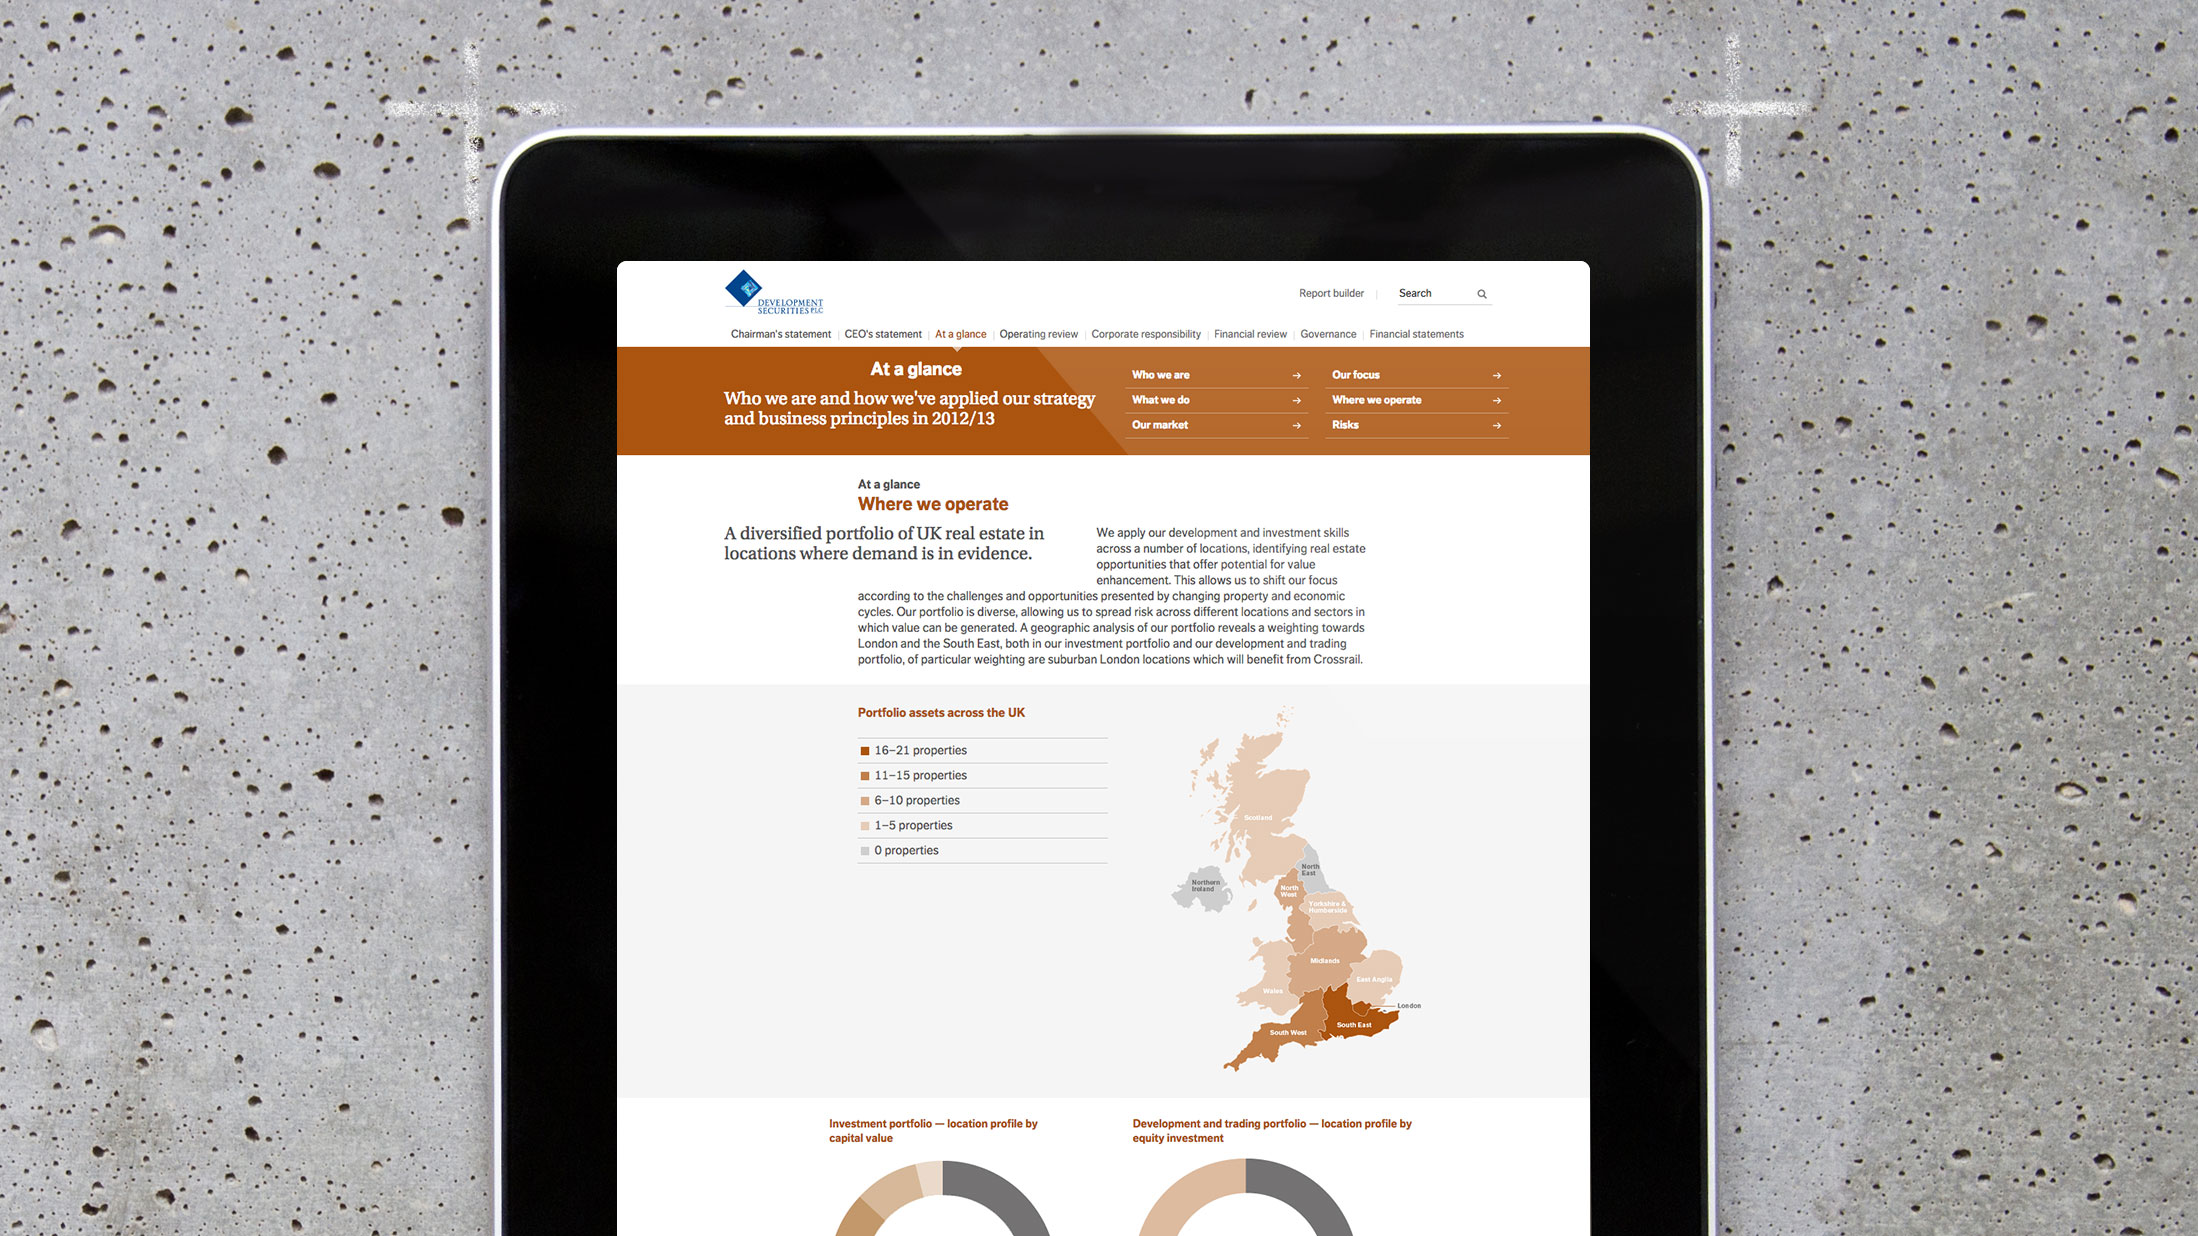 DEVELOPMENT
SECURITIES PLC
Report builder
Search
Chairman's statement
CEO's statement
At a glance
Operating review
Corporate responsibility
Financial review
Governance
Financial statements
At a glance
Who we are and how we've applied our strategy
and business principles in 2012/13
Who we are
What we do
Our market
Our focus
Where we operate
Risks
At a glance
Where we operate
A diversified portfolio of UK real estate in
locations where demand is in evidence.
We apply our development and investment skills
across a number of locations, identifying real estate
opportunities that offer potential for value
enhancement. This allows us to shift our focus
according to the challenges and opportunities presented by changing property and economic
cycles. Our portfolio is diverse, allowing us to spread risk across different locations and sectors in
which value can be generated. A geographic analysis of our portfolio reveals a weighting towards
London and the South East, both in our investment portfolio and our development and trading
portfolio, of particular weighting are suburban London locations which will benefit from Crossrail.
Portfolio assets across the UK
16–21 properties
11–15 properties
6–10 properties
1–5 properties
0 properties
Scotland
North
East
Northern
Ireland
North
West
Yorkshire &
Humberside
Midlands
East Anglia
Wales
London
South East
South West
Investment portfolio — location profile by
capital value
Development and trading portfolio — location profile by
equity investment